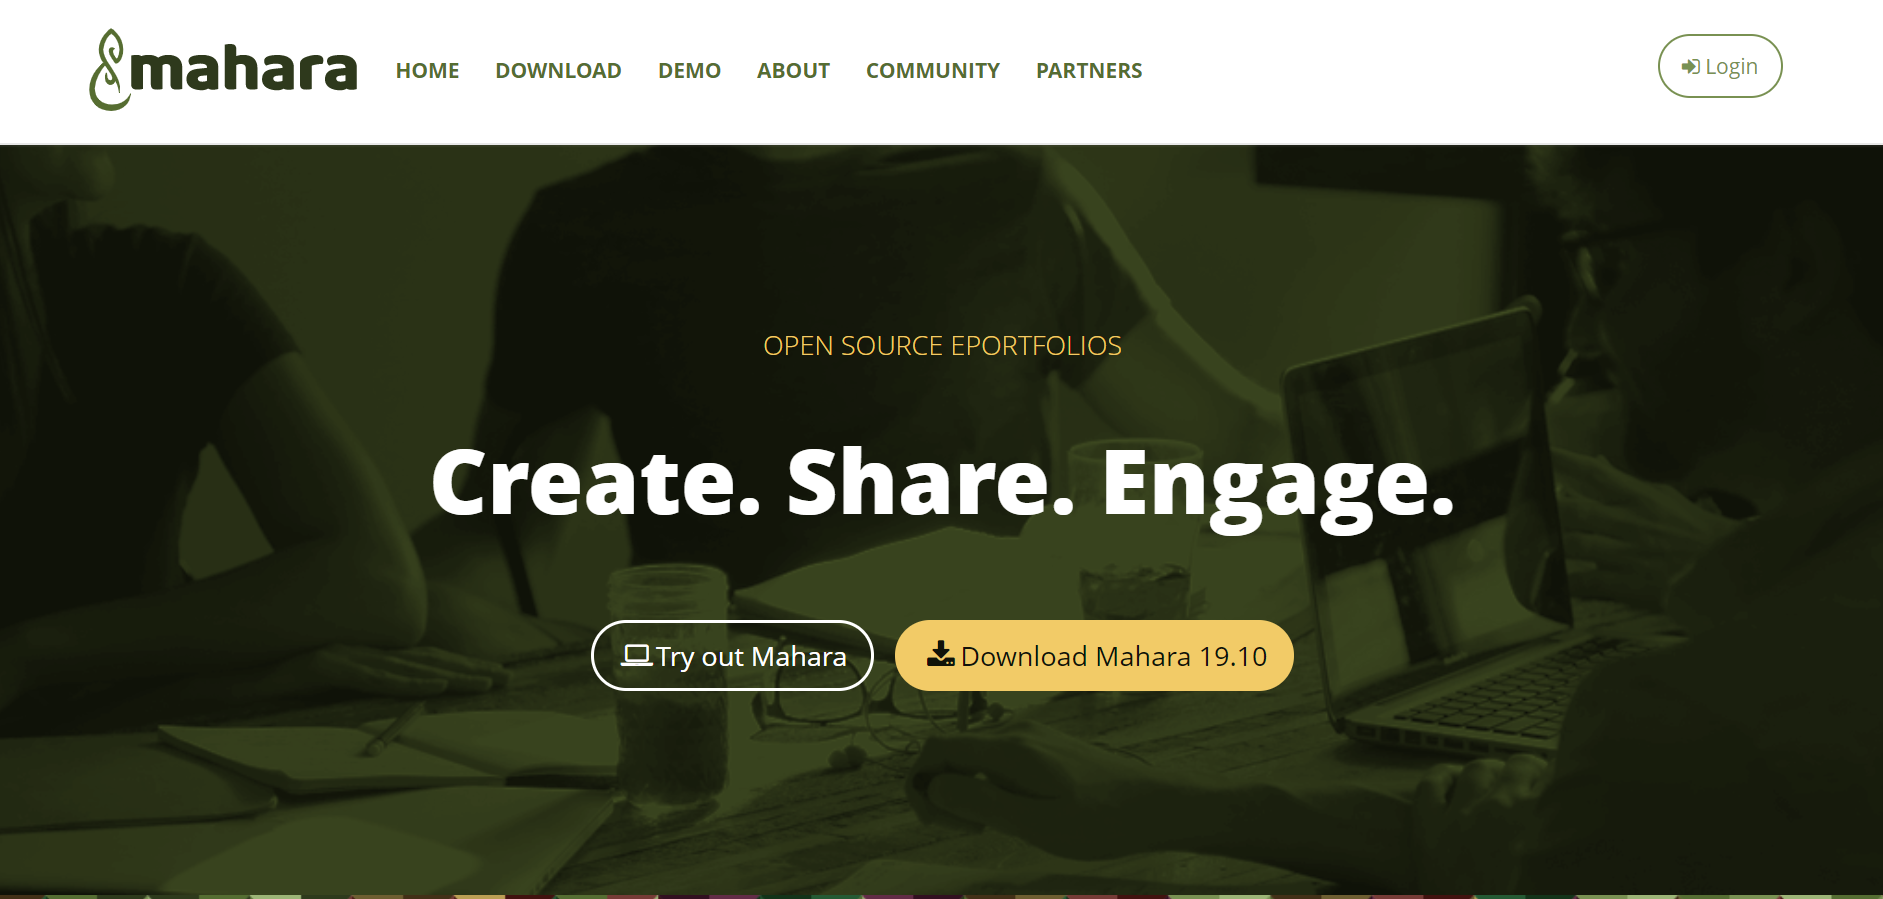 mahara
HOME DOWNLOAD DEMO ABOUT COMMUNITY PARTNERS
Login
OPEN SOURCE EPORTFOLIOS
Create. Share. Engage.
Try out Mahara
Download Mahara 19.10